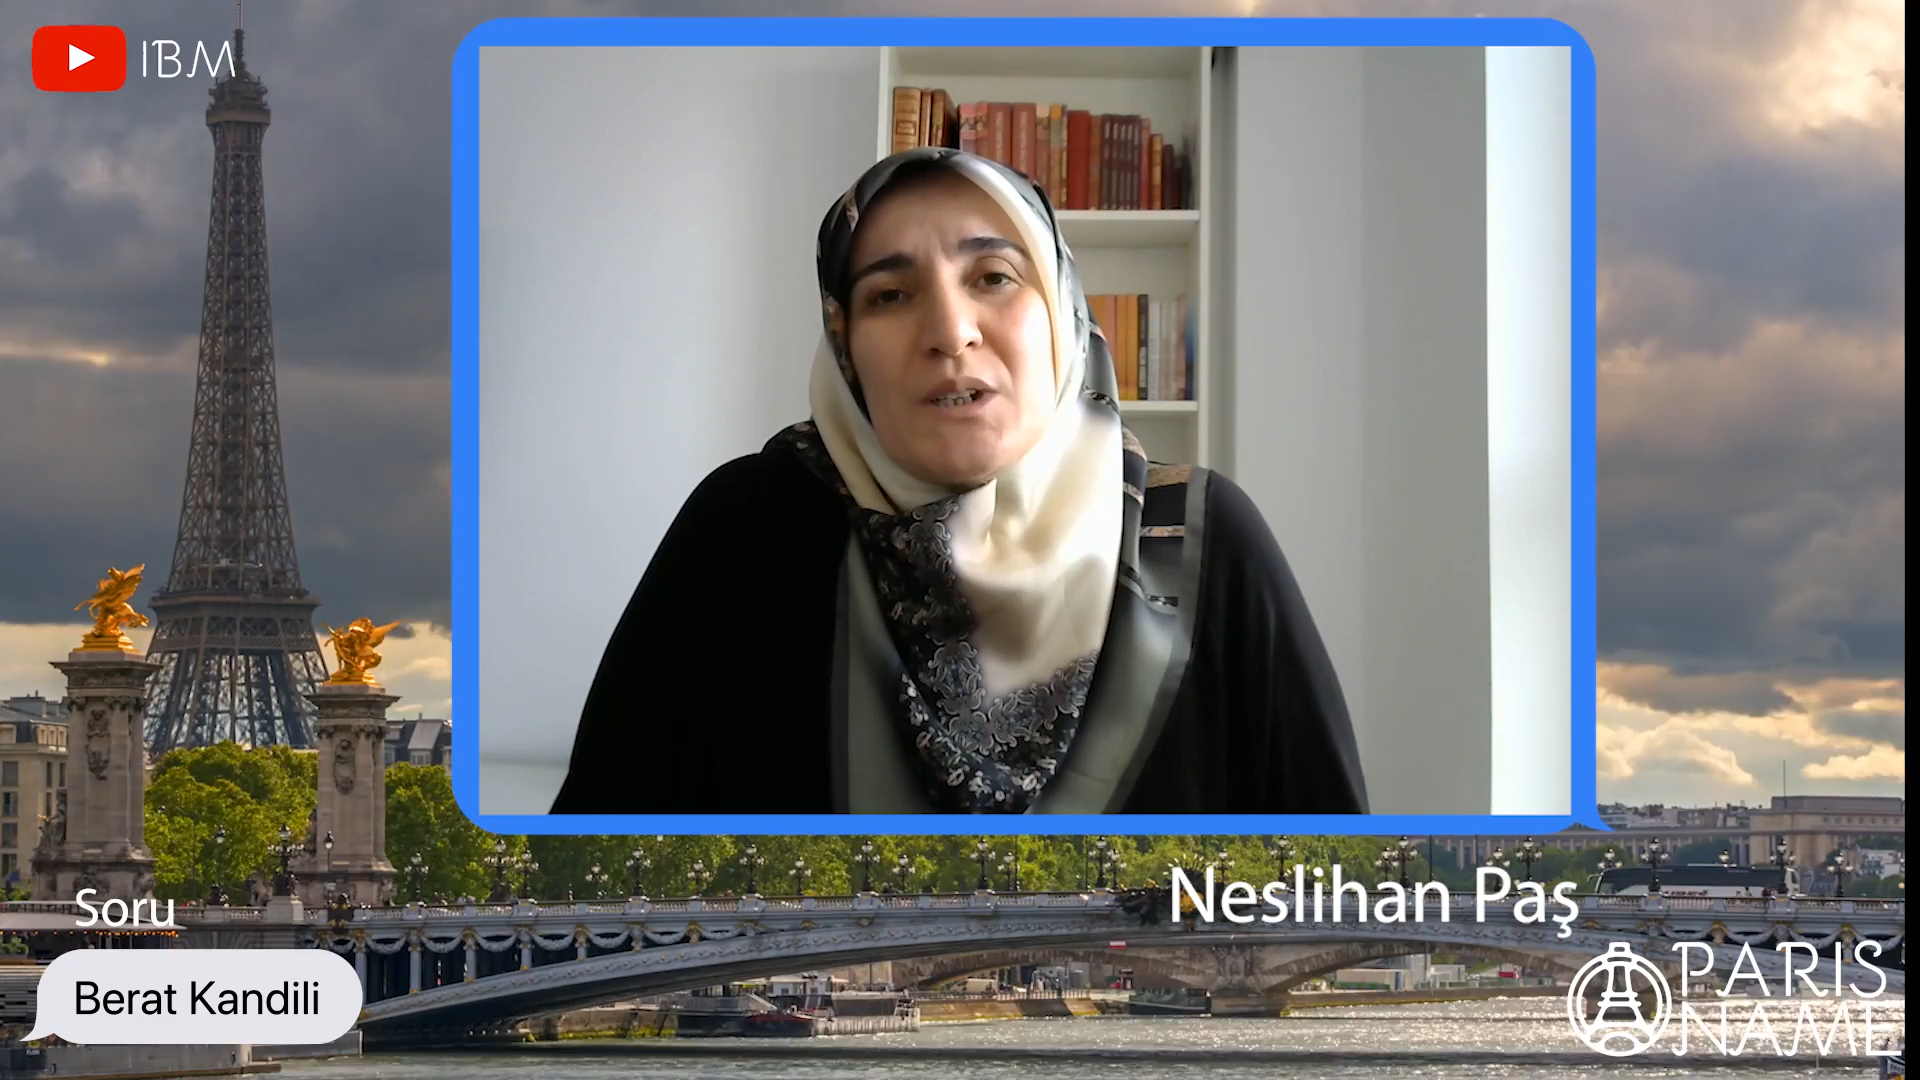 IBM
Neslihan Paş
Soru
Berat Kandili
PARIS
NAME